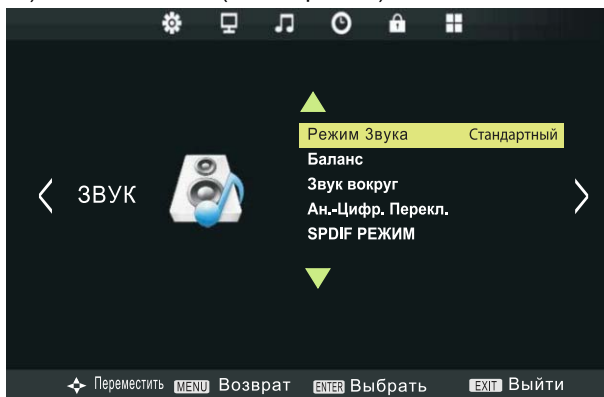 Режим Звука Стандартный
Баланс
Звук вокруг
ЗВУК
Ан.-Цифр. Перекл.
SPDIF РЕЖИМ
Переместить MENU Возврат ENTER Выбрать EXIT Выйти